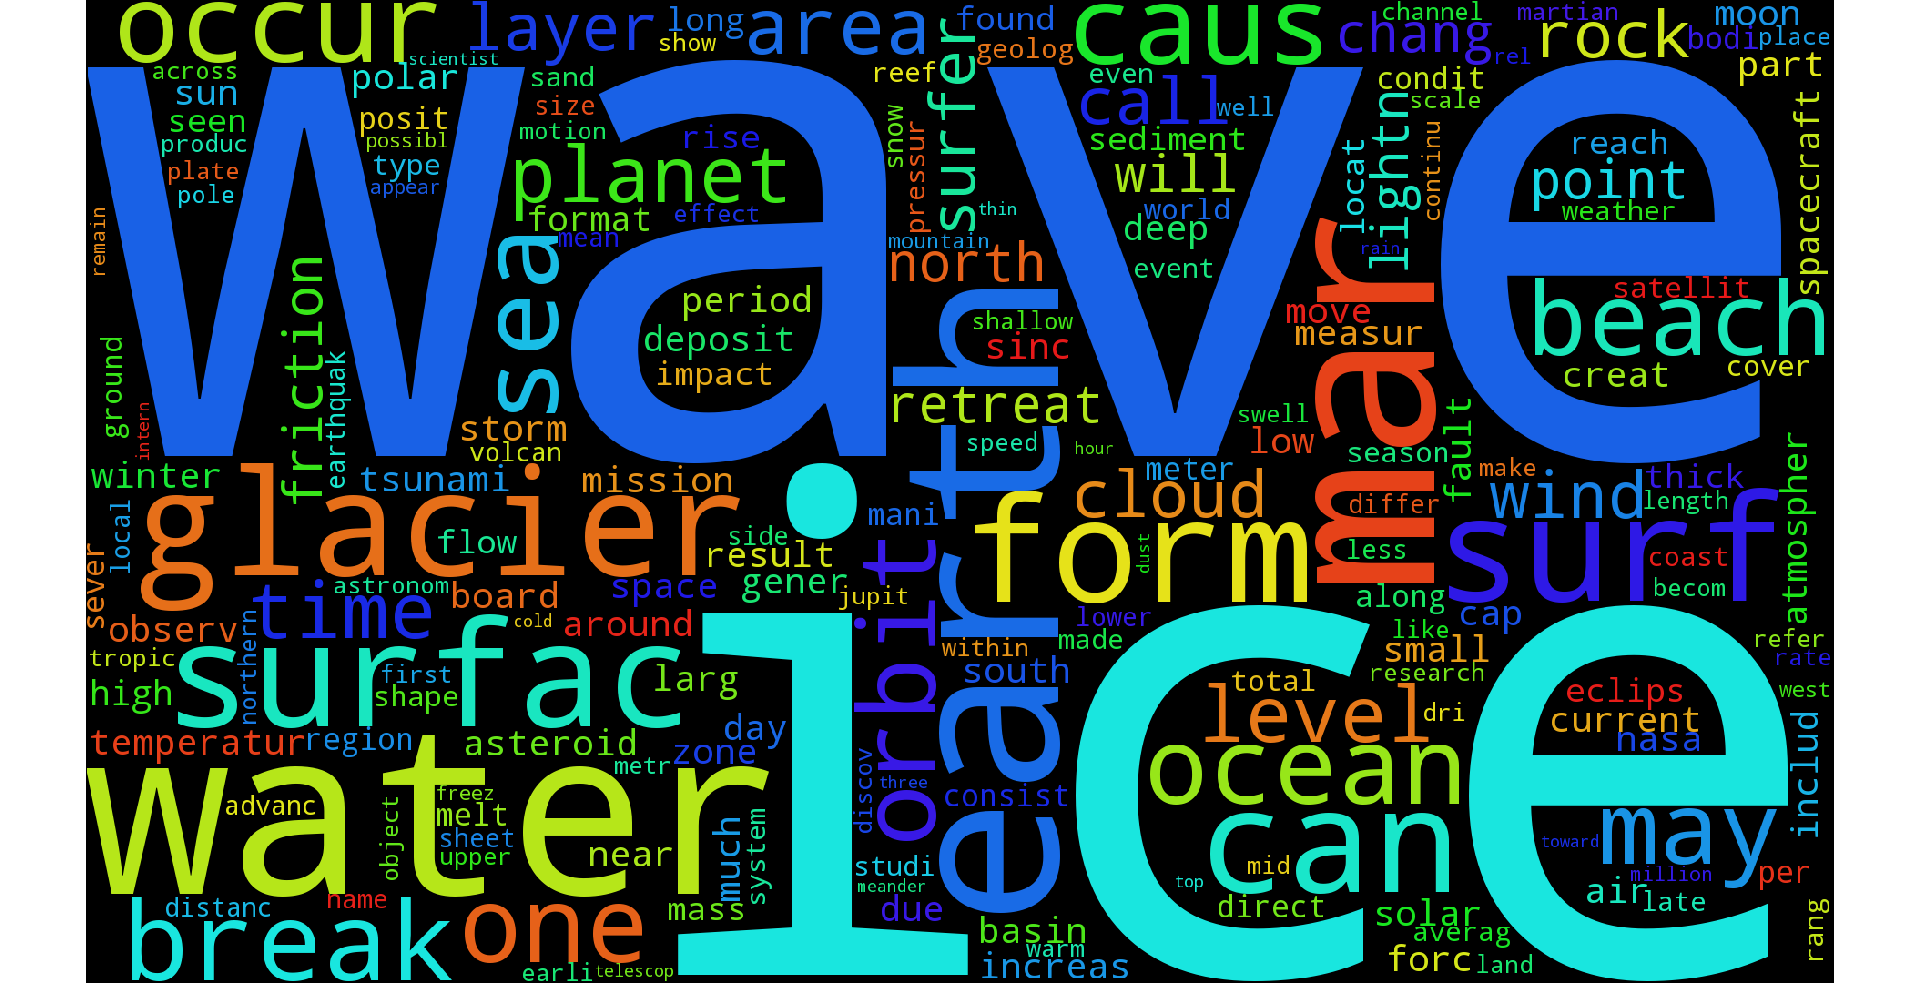 occur
layer
long
show
area
found
geolog
caus
channel
chang
rel
martian
rock
moon
bodi
place
part
scientist
across
polar
sun
seen
produc
plate
pole
posit
possibl
type
appear
sand
size
motion
rise
planet
format
effect
mean
reef
snow
pressur
surfer
thin
even
call
well
sediment
will
world
deep
event
condit
scale
continu
locat
lightn
rain
reach
point
weather
spacecraft
wave
remain
friction
sea
period
deposit
impact
mountain
north
shallow
sinc
retreat
move
measur
mar
satellit
beach
creat
cover
ground
intern
earthquak
storm
volcan
speed
hour
swell
low
season
fault
winter
tsunami
mission
glacier
local
flow
side
result
mani
earth
meter
cloud
form
dust
differ
less
make
wind
thick
length
surf
coast
becom
atmospher
sever
astronom
board
space
gener
jupit
orbit
time
observ
cold
around
lower
made
along
cap
like
small
research
refer
rate
west
tropic
northern
first
shape
high
surfac
larg
within
south
total
level
dri
eclips
current
nasa
includ
temperatur
region
asteroid
day
zone
metr
discov
three
consist
ocean
water
advanc
object
freez
melt
sheet
upper
near
much
system
ice
studi
meander
due
can
mid
top
direct
may
toward
million
per
air
late
distanc
name
break
one
mass
earli
telescop
basin
warm
increas
solar
averag
forc
land
rang